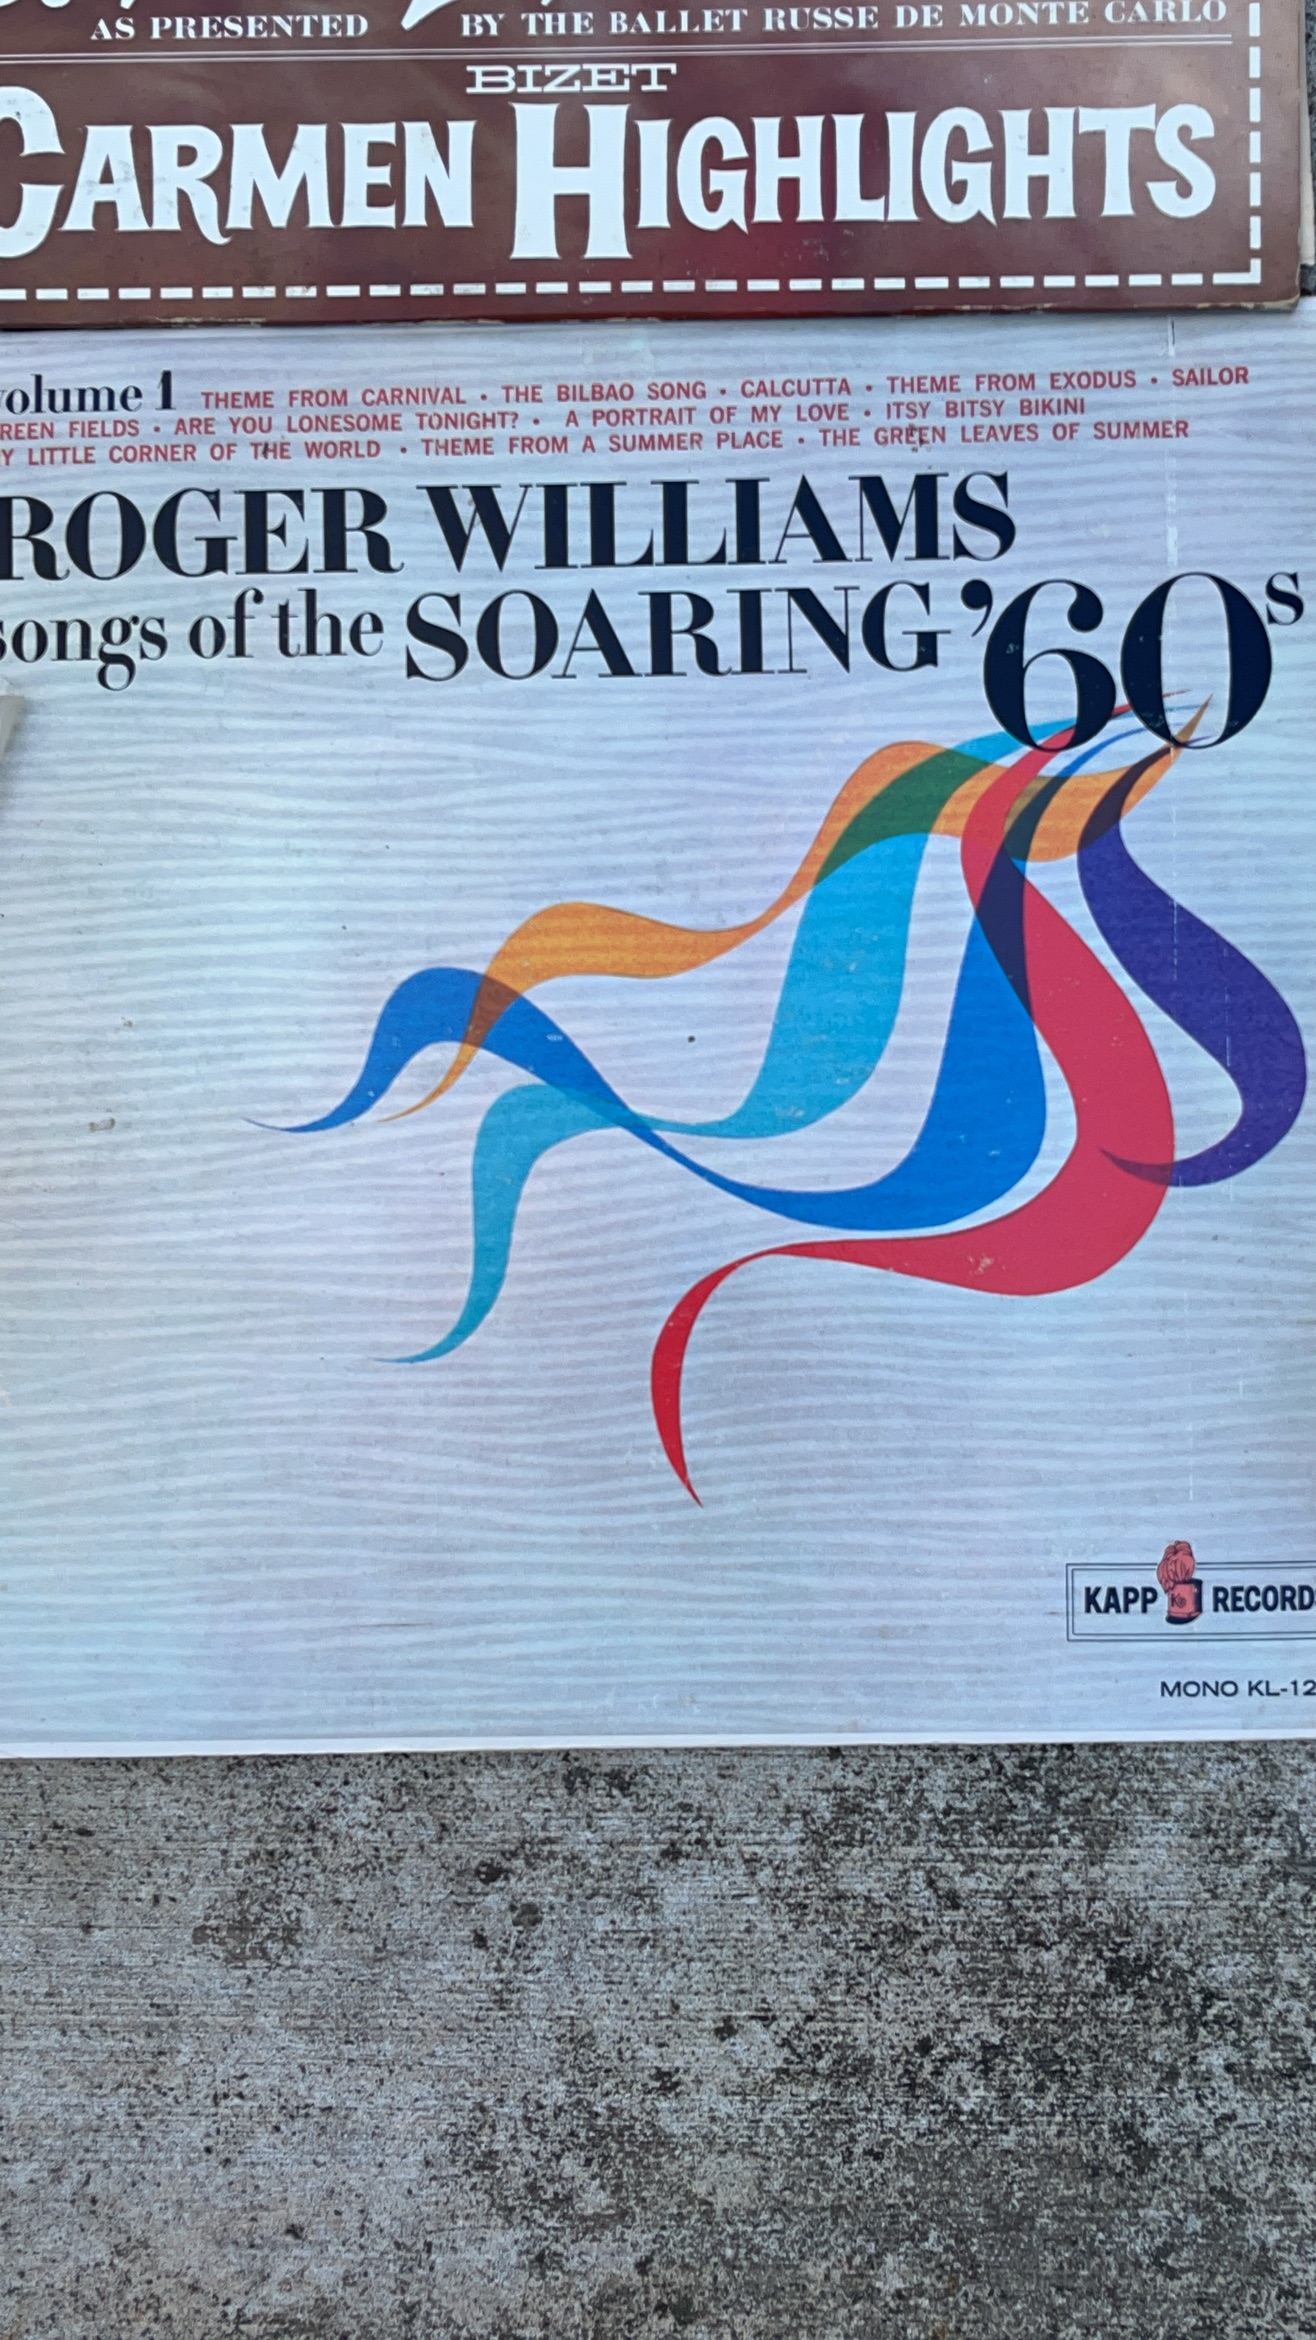 AS PRESENTED BY THE BALLET RUSSE DE MONTE CARLO
BIZET
CARMEN HIGHLIGHTS
olume 1 THEME FROM CARNIVAL • THE BILBAO SONG • CALCUTTA • THEME FROM EXODUS • SAILOR
REEN FIELDS • ARE YOU LONESOME TONIGHT? • A PORTRAIT OF MY LOVE • ITSY BITSY BIKINI
Y LITTLE CORNER OF THE WORLD • THEME FROM A SUMMER PLACE • THE GREEN LEAVES OF SUMMER
ROGER WILLIAMS
songs of the SOARING '60s
KAPP RECORD
MONO KL-12